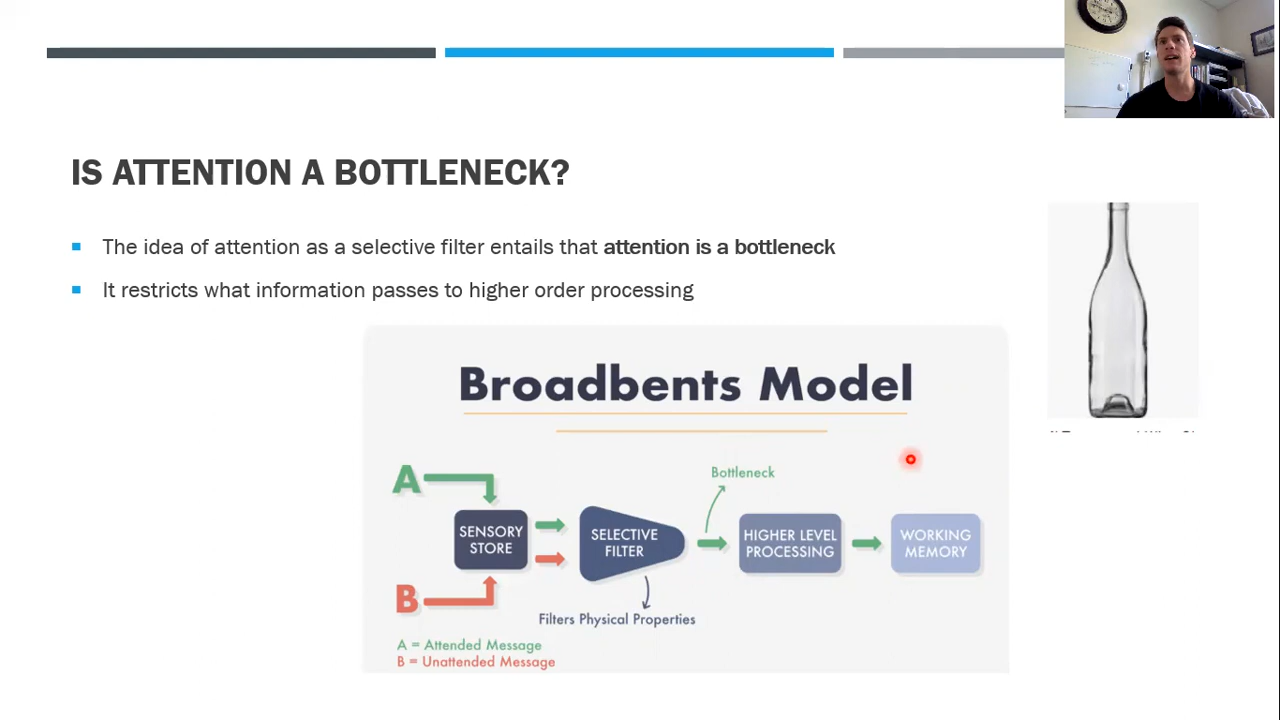 IS ATTENTION A BOTTLENECK?
The idea of attention as a selective filter entails that attention is a bottleneck
It restricts what information passes to higher order processing
Broadbents Model
A
Bottleneck
SENSORY
STORE
SELECTIVE
FILTER
HIGHER LEVEL
PROCESSING
WORKING
MEMORY
B
Filters Physical Properties
A = Attended Message
B = Unattended Message